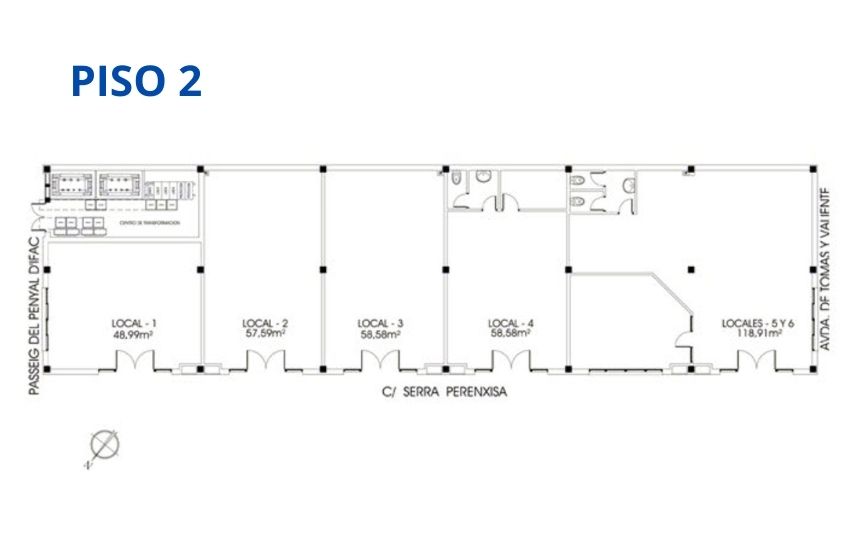 PISO 2
CENTRO DE TRANSFORMACION
PASSEIG DEL PENYAL D'IFAC
LOCAL - 1
48,99m²
LOCAL - 2
57,59m²
LOCAL - 3
58,58m²
LOCAL - 4
58,58m²
LOCALES - 5 Y 6
118,91m²
AVDA. DE TOMAS Y VALIENTE
C/ SERRA PERENXISA
N